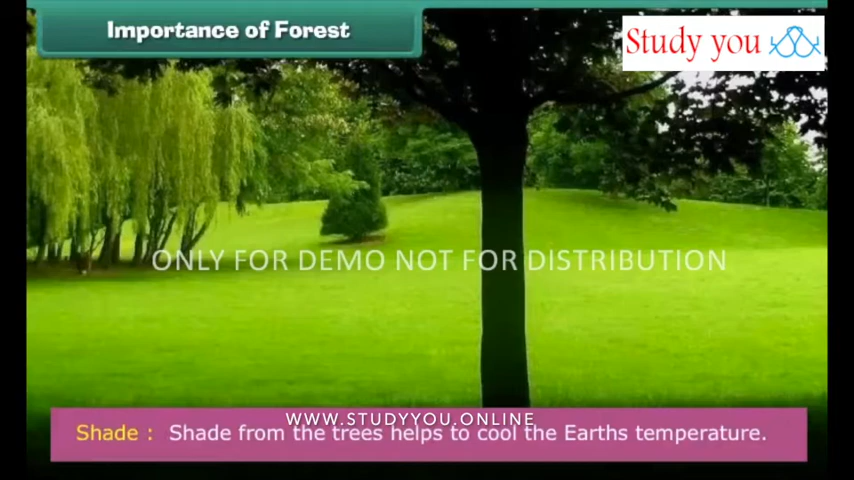 Importance of Forest
Study you
ONLY FOR DEMO NOT FOR DISTRIBUTION
WWW.STUDYYOU.ONLINE
Shade : Shade from the trees helps to cool the Earths temperature.